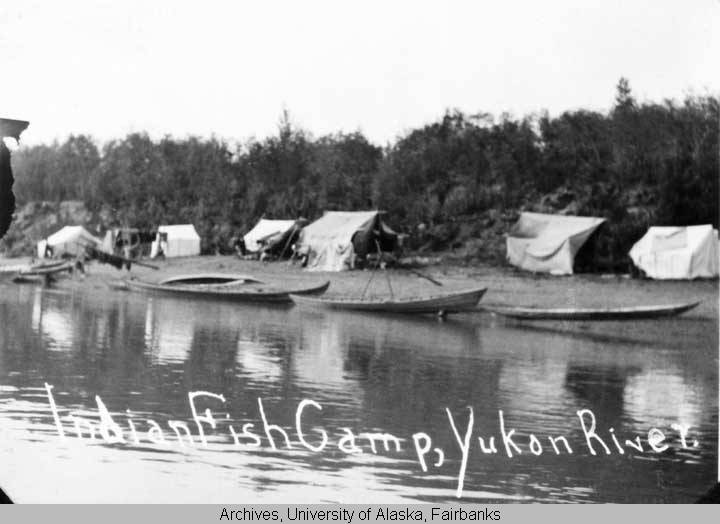 Indian Fish Camp, Yukon River.
Archives, University of Alaska, Fairbanks